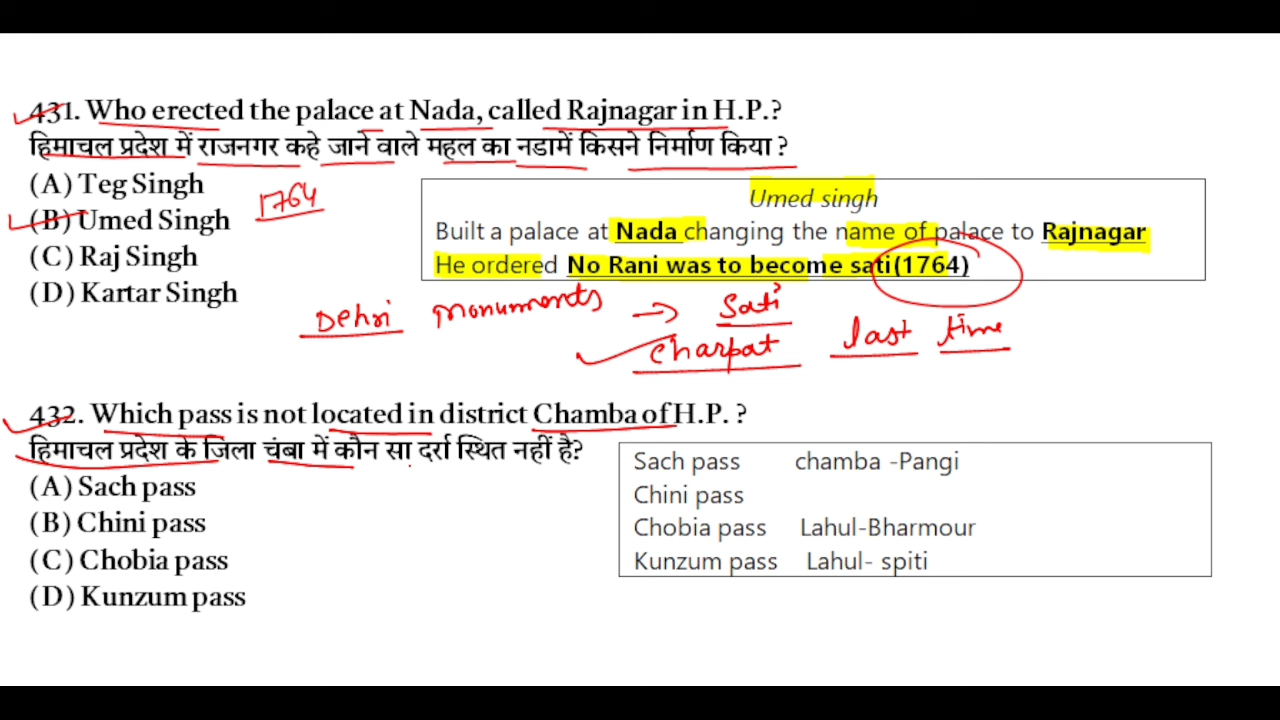 431. Who erected the palace at Nada, called Rajnagar in H.P.?
हिमाचल प्रदेश में राजनगर कहे जाने वाले महल का नडामें किसने निर्माण किया ?
(A) Teg Singh
(B) Umed Singh
1764
(C) Raj Singh
(D) Kartar Singh
Umed singh
Built a palace at Nada changing the name of palace to Rajnagar
He ordered No Rani was to become sati(1764)
Dehri monuments → Sati
charpat last time
432. Which pass is not located in district Chamba of H.P. ?
हिमाचल प्रदेश के जिला चंबा में कौन सा दर्रा स्थित नहीं है?
(A) Sach pass
(B) Chini pass
(C) Chobia pass
(D) Kunzum pass
Sach pass chamba -Pangi
Chini pass
Chobia pass Lahul-Bharmour
Kunzum pass Lahul- spiti